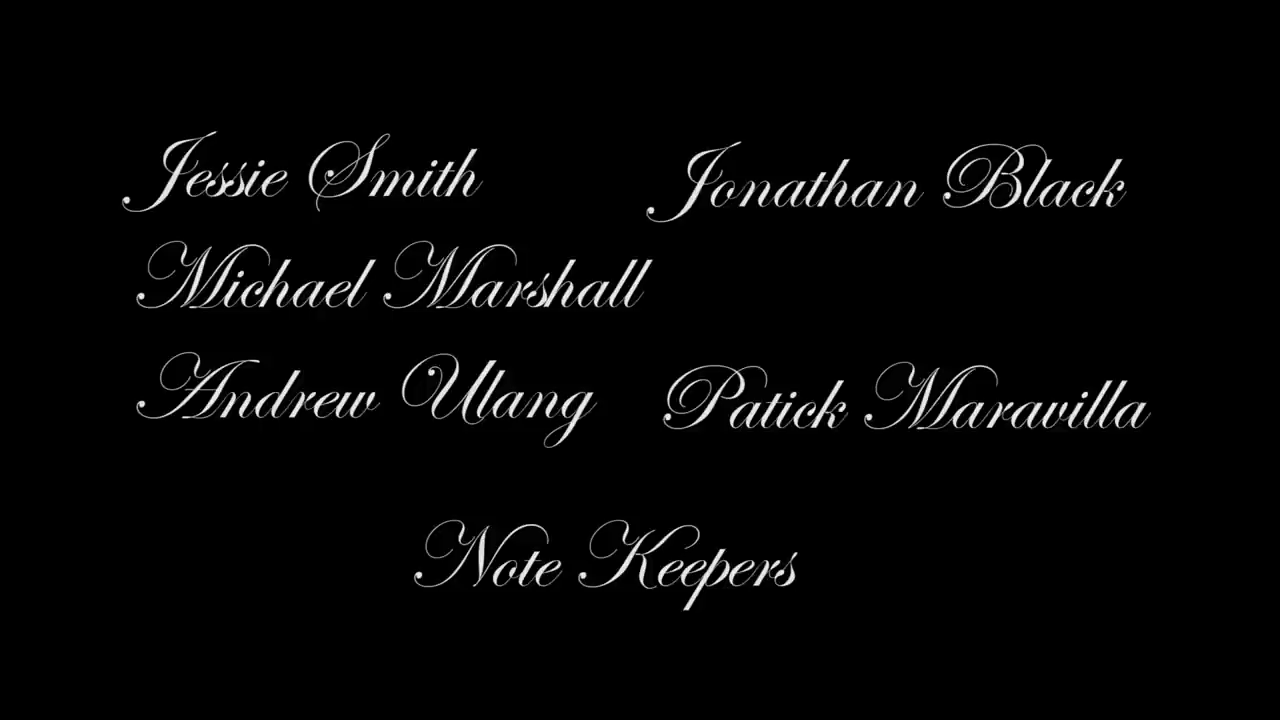 Jessie Smith Jonathan Black
Michael Marshall
Andrew Ulang Patick Maravilla
Note Keepers